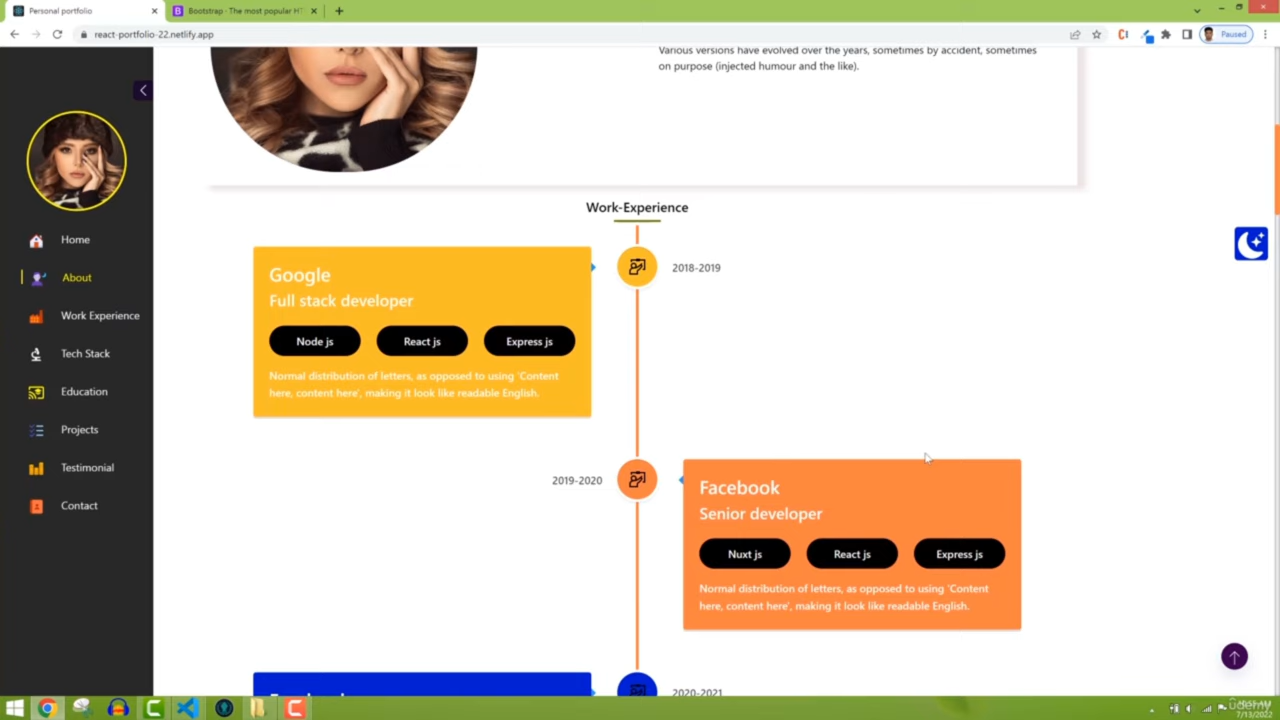 Personal portfolio
Bootstrap · The most popular HT
react-portfolio-22.netlify.app
Paused
Various versions have evolved over the years, sometimes by accident, sometimes
on purpose (injected humour and the like).
Home
About
Work Experience
Tech Stack
Education
Projects
Testimonial
Contact
Work-Experience
Google
Full stack developer
Node js
React js
Express js
Normal distribution of letters, as opposed to using 'Content
here, content here', making it look like readable English.
2018-2019
2019-2020
Facebook
Senior developer
Nuxt js
React js
Express js
Normal distribution of letters, as opposed to using 'Content
here, content here', making it look like readable English.
2020-2021
7/13/2022
udemy